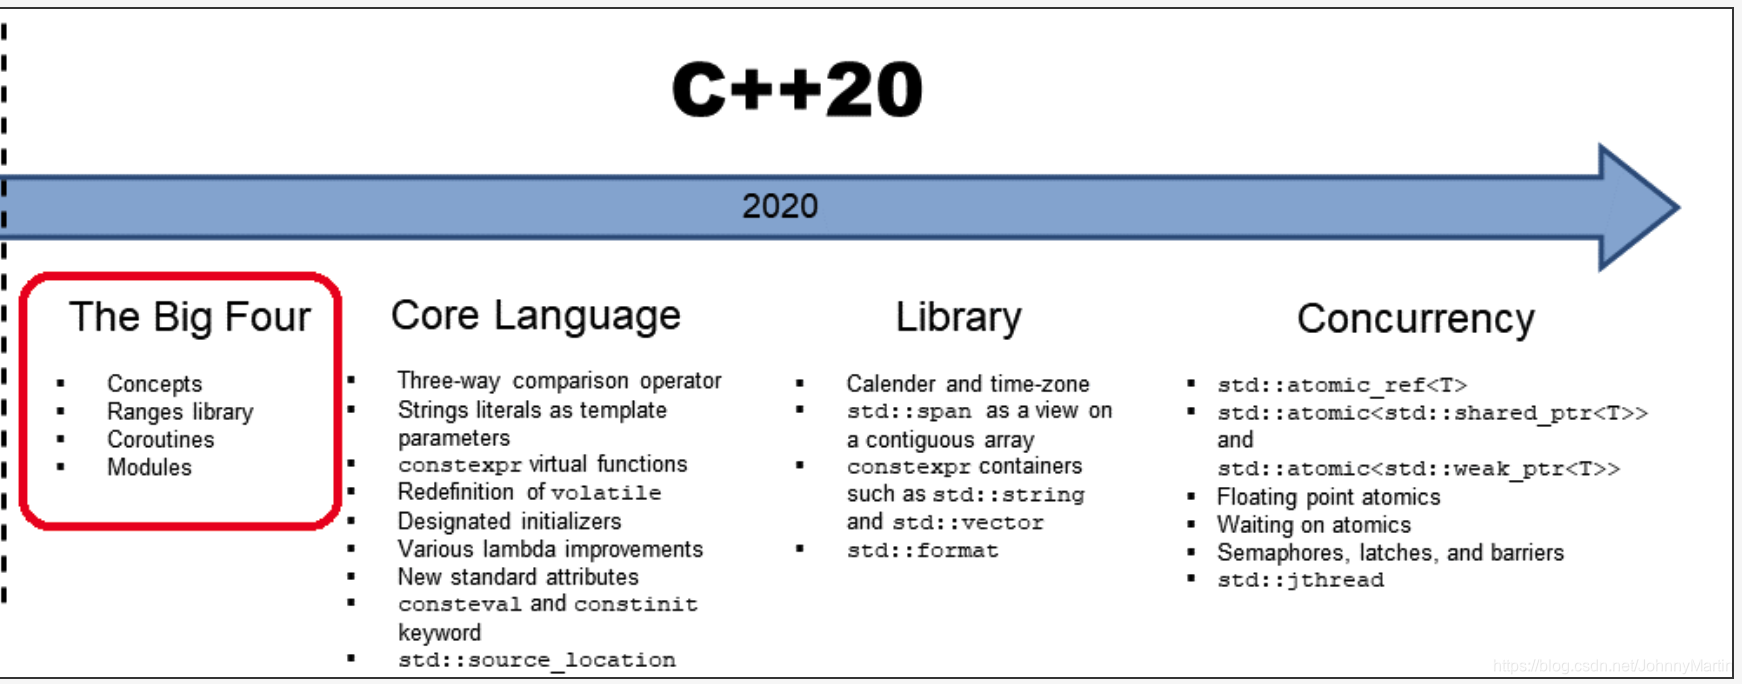 C++20
2020
The Big Four
Concepts
Ranges library
Coroutines
Modules
Core Language
Three-way comparison operator
Strings literals as template
parameters
constexpr virtual functions
Redefinition of volatile
Designated initializers
Various lambda improvements
New standard attributes
consteval and constinit
keyword
std::source_location
Library
Calender and time-zone
std::span as a view on
a contiguous array
constexpr containers
such as std::string
and std::vector
std::format
Concurrency
std::atomic_ref<T>
std::atomic<std::shared_ptr<T>>
and
std::atomic<std::weak_ptr<T>>
Floating point atomics
Waiting on atomics
Semaphores, latches, and barriers
std::jthread
https://blog.csdn.net/JohnnyMartin